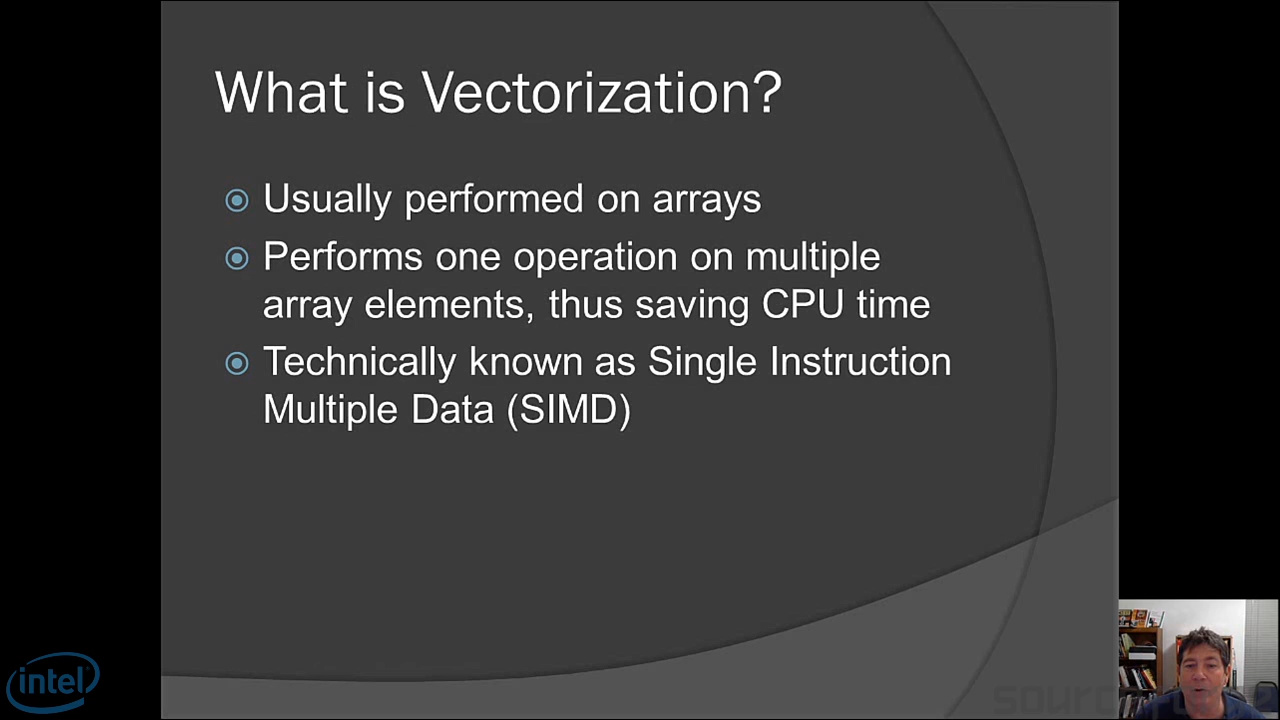 What is Vectorization?
Usually performed on arrays
Performs one operation on multiple
array elements, thus saving CPU time
Technically known as Single Instruction
Multiple Data (SIMD)
intel